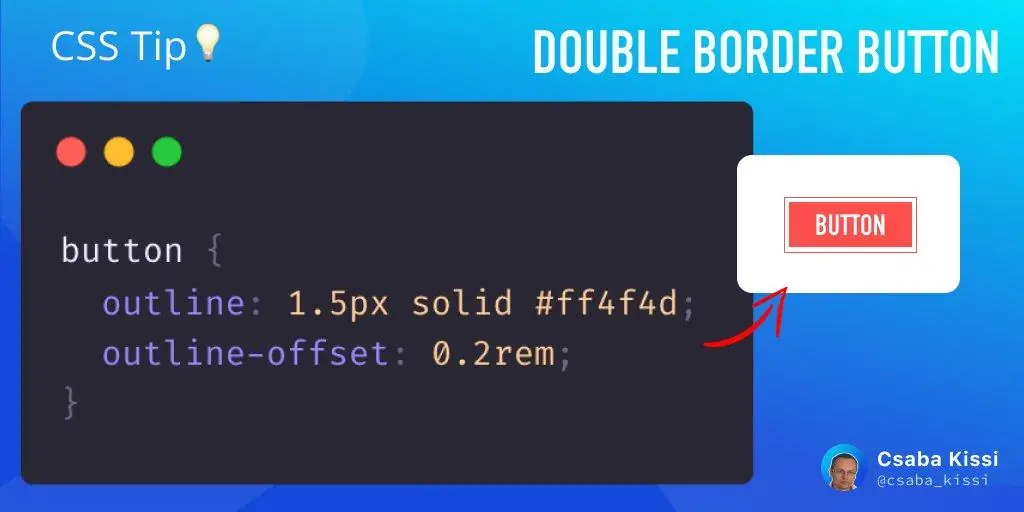 CSS Tip💡
DOUBLE BORDER BUTTON
button {
outline: 1.5px solid #ff4f4d;
outline-offset: 0.2rem;
}
BUTTON
Csaba Kissi
@csaba_kissi